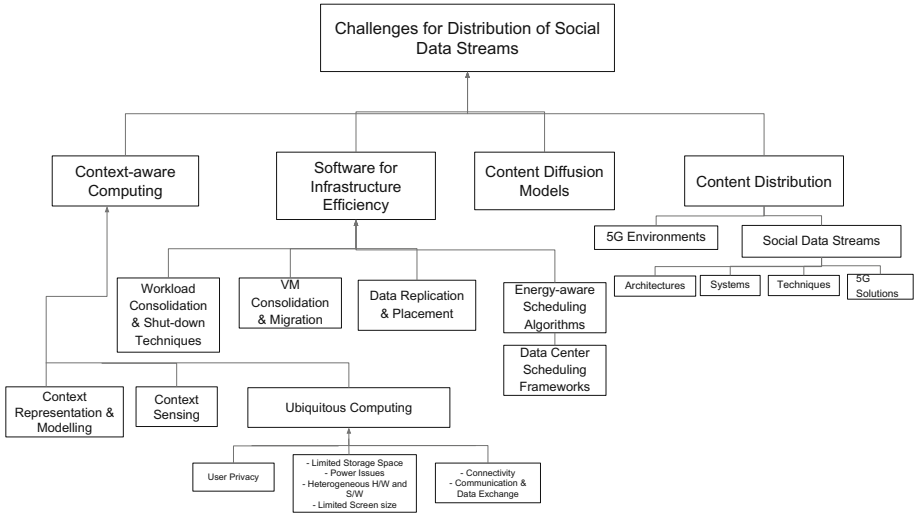 Challenges for Distribution of Social
Data Streams
Context-aware
Computing
Software for
Infrastructure
Efficiency
Content Diffusion
Models
Content Distribution
5G Environments
Social Data Streams
Architectures
Systems
Techniques
5G
Solutions
Workload
Consolidation
& Shut-down
Techniques
VM
Consolidation
& Migration
Data Replication
& Placement
Energy-aware
Scheduling
Algorithms
Data Center
Scheduling
Frameworks
Context
Representation &
Modelling
Context
Sensing
Ubiquitous Computing
User Privacy
- Limited Storage Space
- Power Issues
- Heterogeneous H/W and
S/W
- Limited Screen size
- Connectivity
- Communication &
Data Exchange